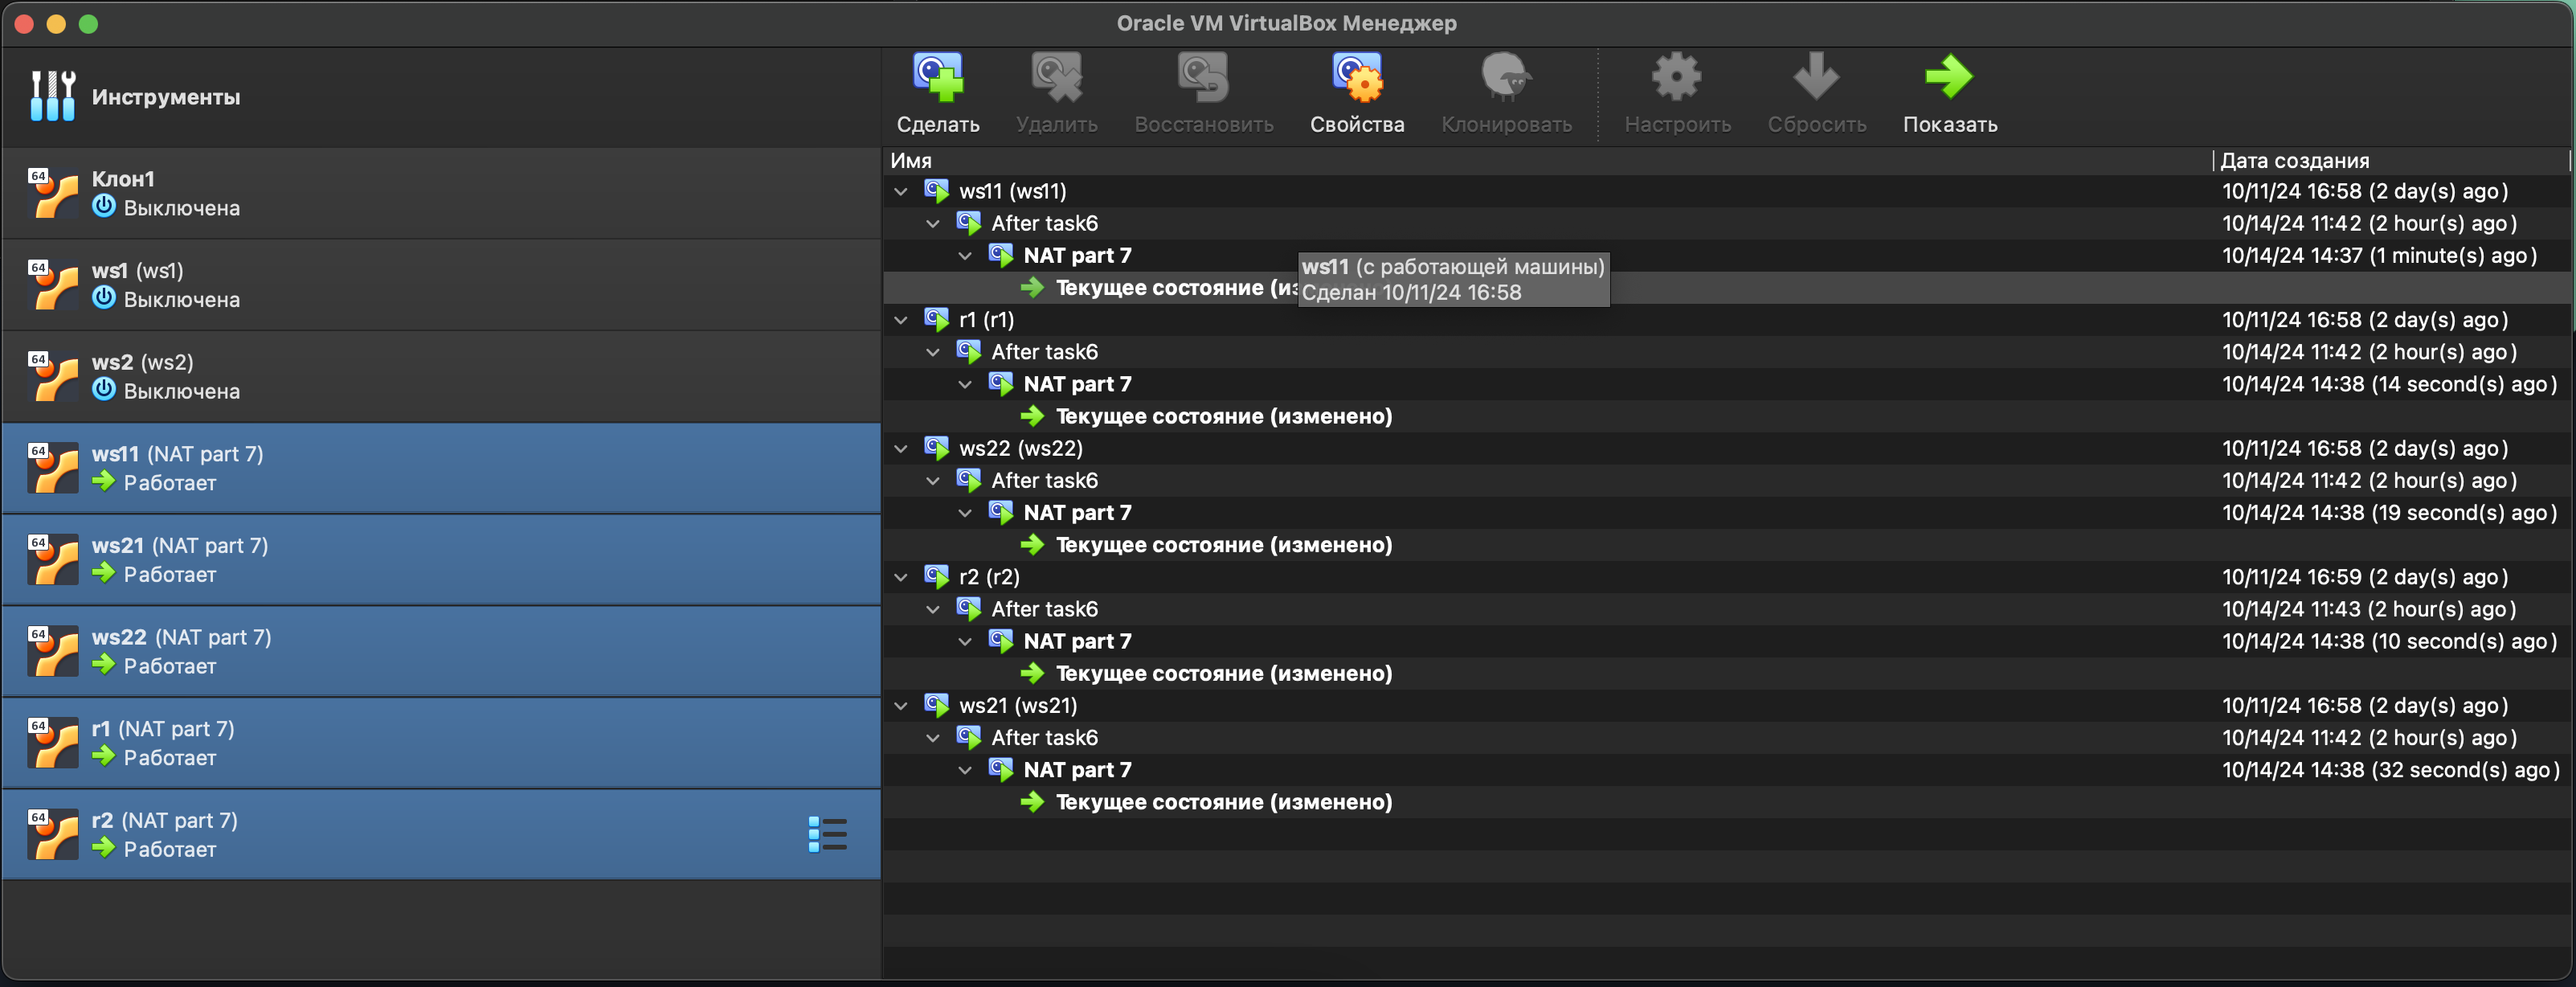 Oracle VM VirtualBox Менеджер
Инструменты
Сделать
Удалить
Восстановить
Свойства
Клонировать
Настроить
Сбросить
Показать
64
Клон1
Выключена
64
ws1 (ws1)
Выключена
64
ws2 (ws2)
Выключена
64
ws11 (NAT part 7)
Работает
64
ws21 (NAT part 7)
Работает
64
ws22 (NAT part 7)
Работает
64
r1 (NAT part 7)
Работает
64
r2 (NAT part 7)
Работает
Имя Дата создания
ws11 (ws11) 10/11/24 16:58 (2 day(s) ago)
After task6 10/14/24 11:42 (2 hour(s) ago)
NAT part 7 10/14/24 14:37 (1 minute(s) ago)
Текущее состояние
ws11 (с работающей машины)
Сделан 10/11/24 16:58
r1 (r1) 10/11/24 16:58 (2 day(s) ago)
After task6 10/14/24 11:42 (2 hour(s) ago)
NAT part 7 10/14/24 14:38 (14 second(s) ago)
Текущее состояние (изменено)
ws22 (ws22) 10/11/24 16:58 (2 day(s) ago)
After task6 10/14/24 11:42 (2 hour(s) ago)
NAT part 7 10/14/24 14:38 (19 second(s) ago)
Текущее состояние (изменено)
r2 (r2) 10/11/24 16:59 (2 day(s) ago)
After task6 10/14/24 11:43 (2 hour(s) ago)
NAT part 7 10/14/24 14:38 (10 second(s) ago)
Текущее состояние (изменено)
ws21 (ws21) 10/11/24 16:58 (2 day(s) ago)
After task6 10/14/24 11:42 (2 hour(s) ago)
NAT part 7 10/14/24 14:38 (32 second(s) ago)
Текущее состояние (изменено)